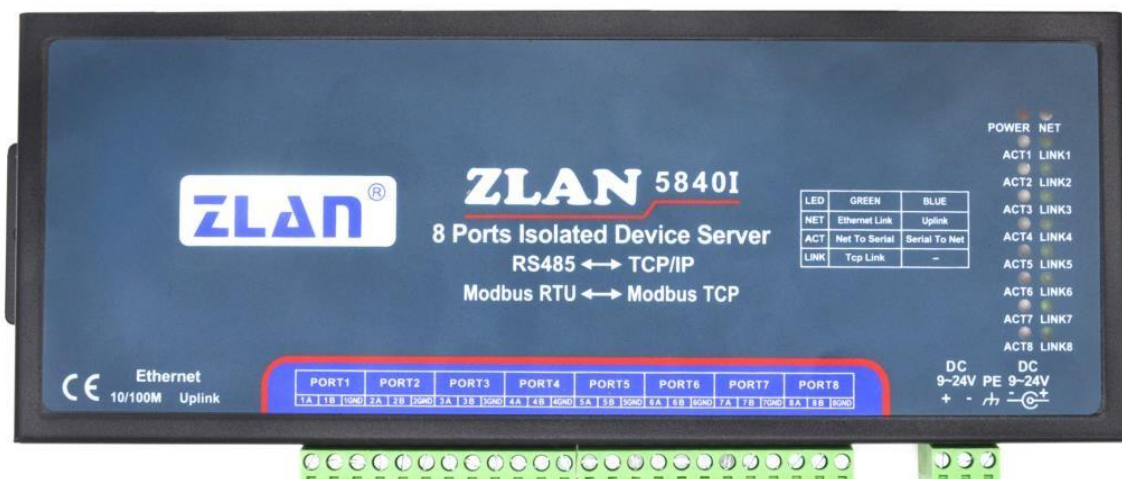 ZLAN®
ZLAN 5840I
8 Ports Isolated Device Server
RS485 ⟷ TCP/IP
Modbus RTU ⟷ Modbus TCP
LED GREEN BLUE
NET Ethernet Link Uplink
ACT Net To Serial Serial To Net
LINK Tcp Link –
POWER NET
ACT1 LINK1
ACT2 LINK2
ACT3 LINK3
ACT4 LINK4
ACT5 LINK5
ACT6 LINK6
ACT7 LINK7
ACT8 LINK8
CE
Ethernet
10/100M Uplink
PORT1 PORT2 PORT3 PORT4 PORT5 PORT6 PORT7 PORT8
1A 1B 1GND 2A 2B 2GND 3A 3B 3GND 4A 4B 4GND 5A 5B 5GND 6A 6B 6GND 7A 7B 7GND 8A 8B 8GND
DC DC
9~24V PE 9~24V
+ - - +